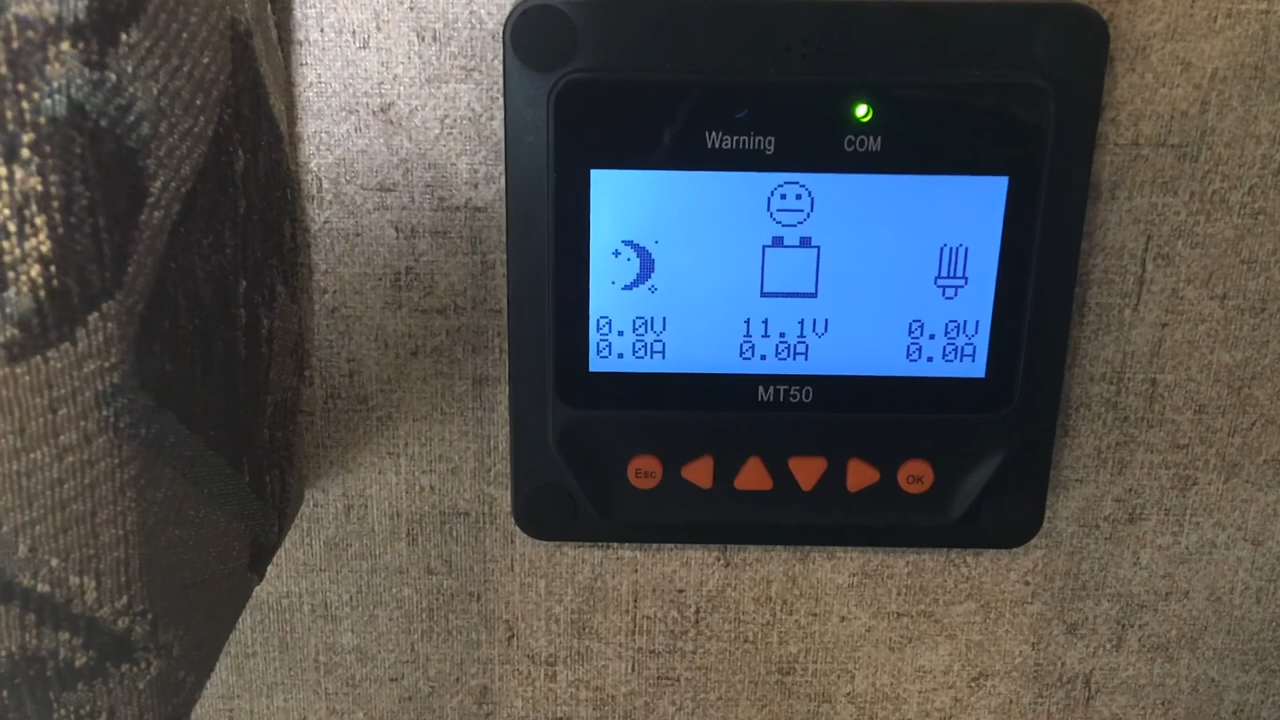 Warning COM
0.0V 11.1V 0.0V
0.0A 0.0A 0.0A
MT50
Esc OK